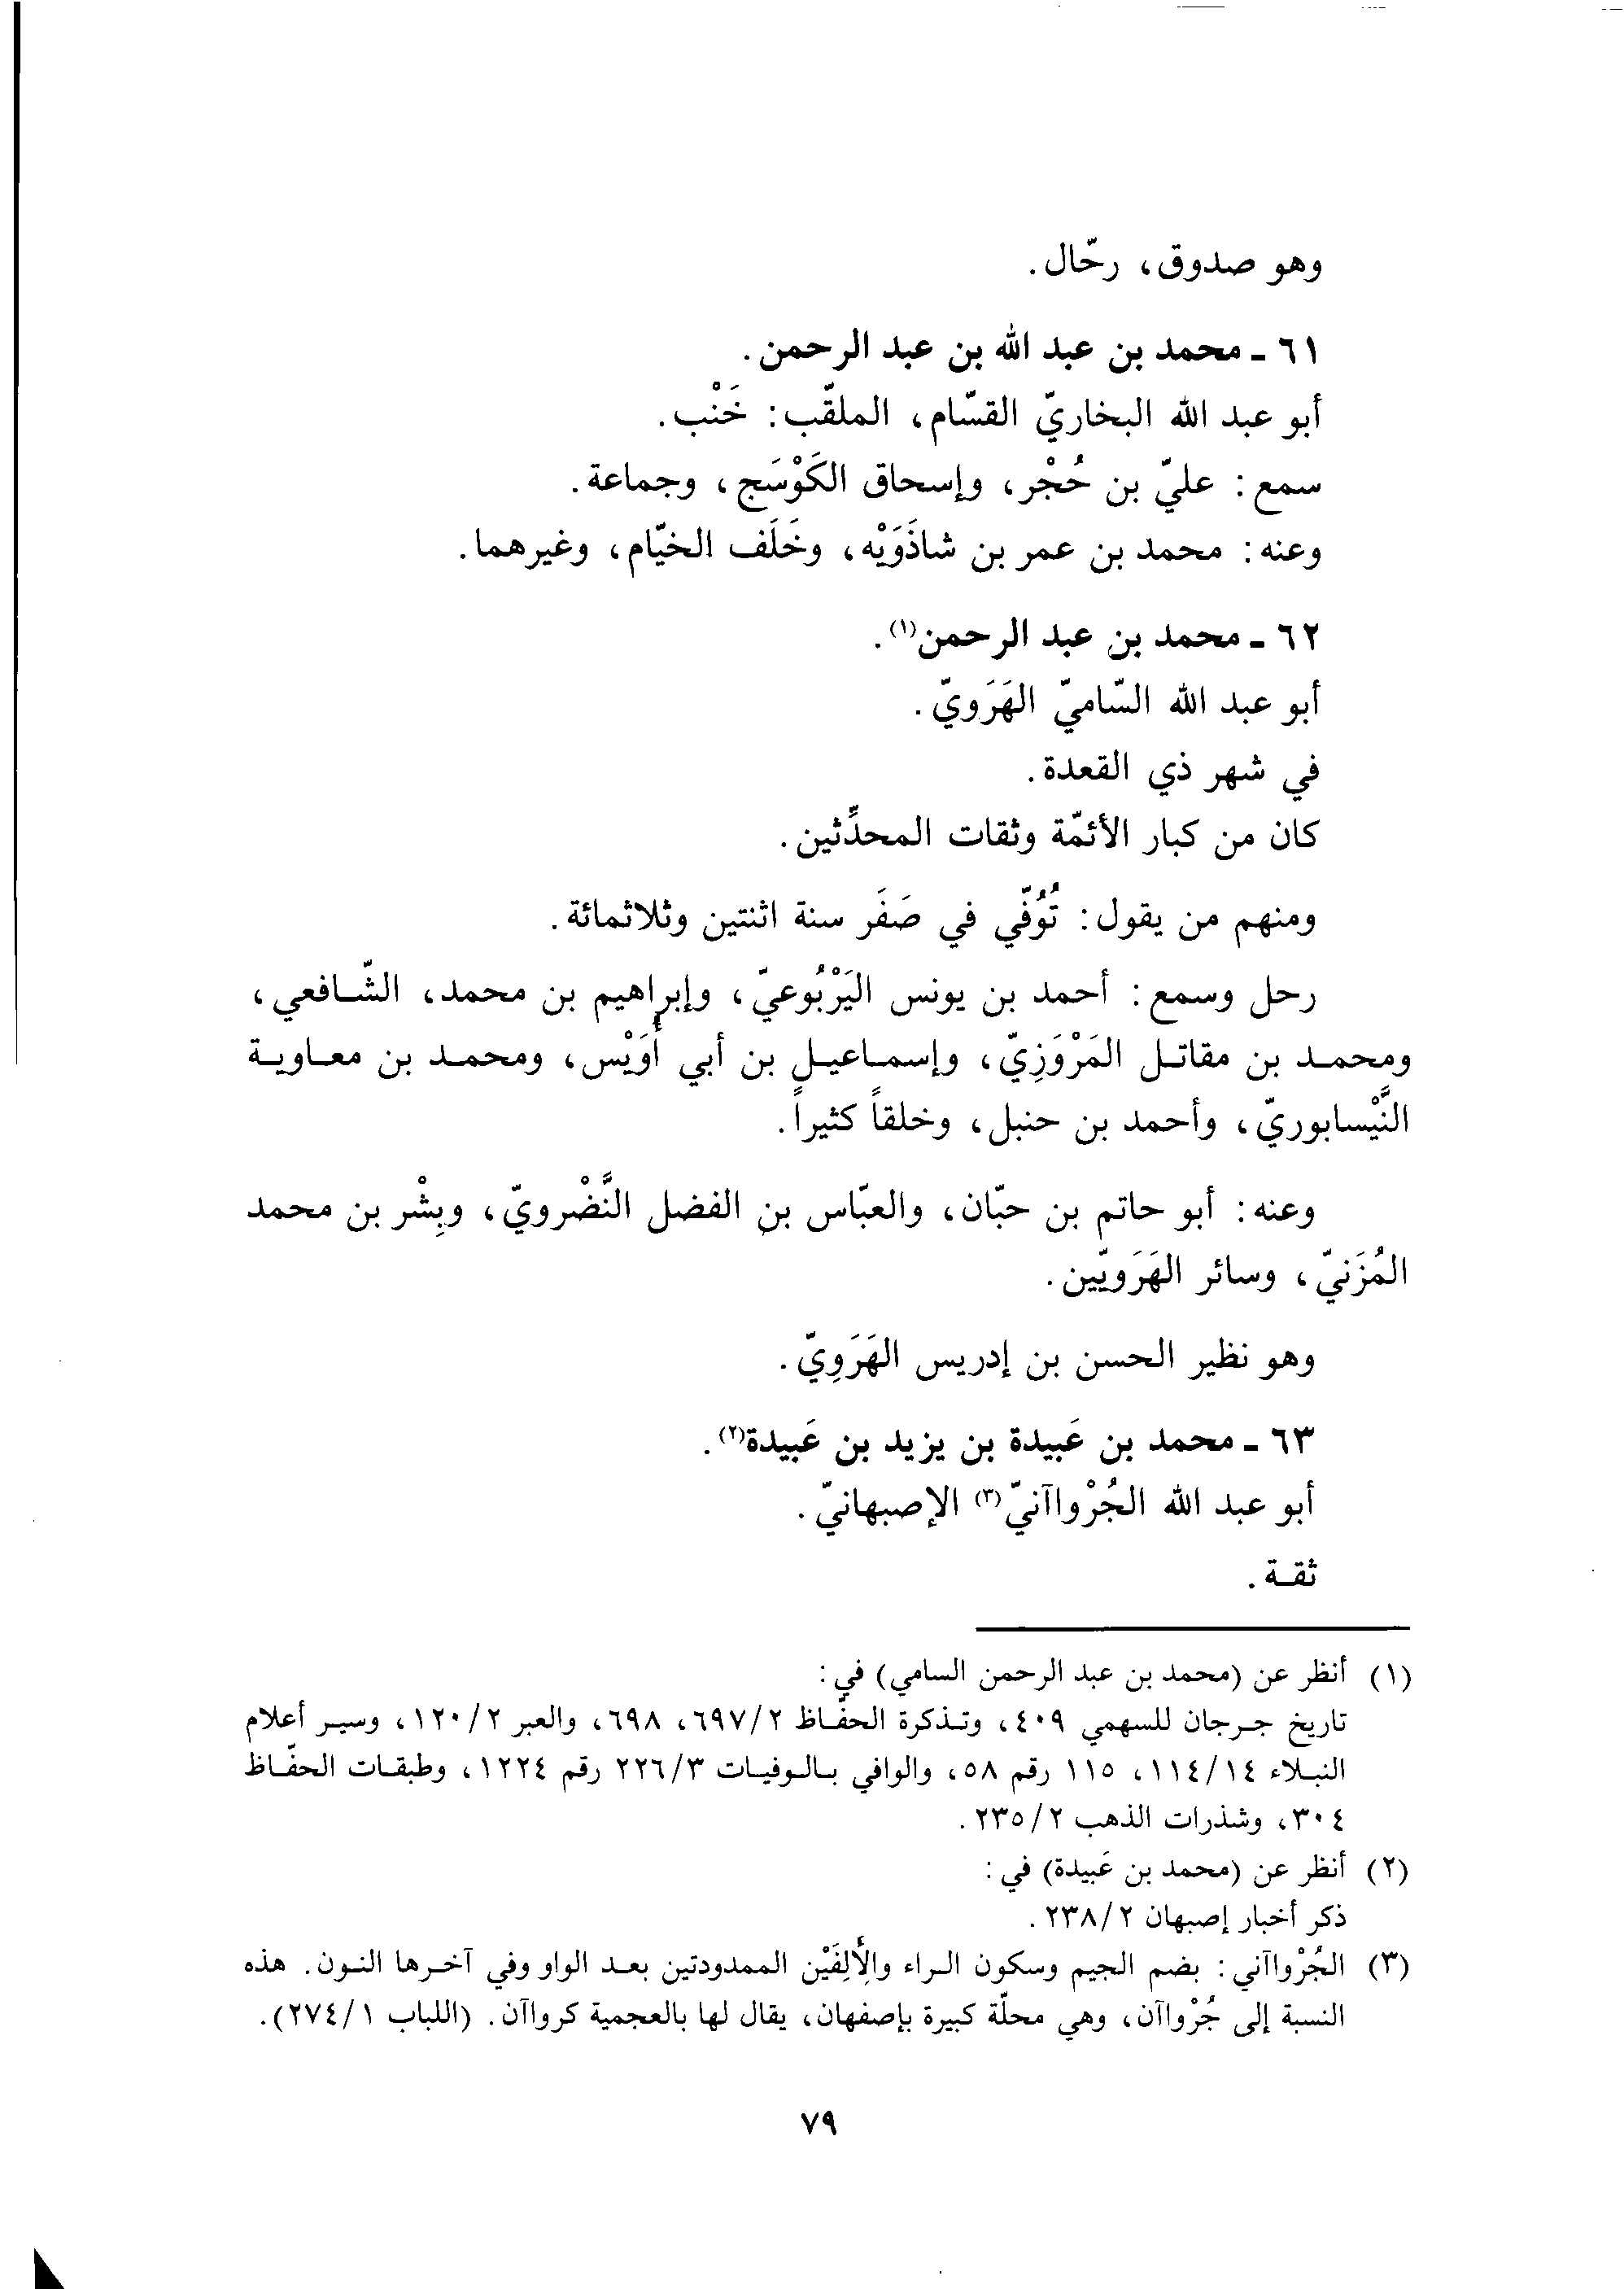 وهو صدوق، رحّال.
٦١ ـ محمد بن عبد الله بن عبد الرحمن.
أبو عبد الله البخاريّ القسّام، الملقّب: خَنْب.
سمع: عليّ بن حُجْر، وإسحاق الكَوْسَج، وجماعة.
وعنه: محمد بن عمر بن شاذَوَيْه، وخَلَف الخيّام، وغيرهما.
٦٢ ـ محمد بن عبد الرحمن(١).
أبو عبد الله السّاميّ الهَرَويّ.
في شهر ذي القعدة.
كان من كبار الأئمّة وثقات المحدِّثين.
ومنهم من يقول: تُوُفّي في صَفَر سنة اثنتين وثلاثمائة.
رحل وسمع: أحمد بن يونس اليَرْبُوعيّ، وإبراهيم بن محمد، الشّافعي،
ومحمد بن مقاتل المَرْوَزِيّ، وإسماعيل بن أبي أُوَيْس، ومحمد بن معاوية
النَّيْسابوريّ، وأحمد بن حنبل، وخلقاً كثيراً.
وعنه: أبو حاتم بن حبّان، والعبّاس بن الفضل النَّضْرويّ، وبِشْر بن محمد
المُزَنيّ، وسائر الهَرَويّين.
وهو نظير الحسن بن إدريس الهَرَوِيّ.
٦٣ ـ محمد بن عَبيدة بن يزيد بن عَبيدة(٢).
أبو عبد الله الجُرْواآنيّ(٣) الإصبهانيّ.
ثقة.
(١) أنظر عن (محمد بن عبد الرحمن السامي) في:
تاريخ جرجان للسهمي ٤٠٩، وتذكرة الحفّاظ ٢/ ٦٩٧، ٦٩٨، والعبر ٢/ ١٢٠، وسير أعلام
النبلاء ١٤/ ١١٤، ١١٥ رقم ٥٨، والوافي بالوفيات ٣/ ٢٢٦ رقم ١٢٢٤، وطبقات الحفّاظ
٣٠٤، وشذرات الذهب ٢/ ٢٣٥.
(٢) أنظر عن (محمد بن عَبيدة) في:
ذكر أخبار إصبهان ٢/ ٢٣٨.
(٣) الجُرْواآني: بضم الجيم وسكون الراء والأَلِفَيْن الممدودتين بعد الواو وفي آخرها النون. هذه
النسبة إلى جُرْواآن، وهي محلّة كبيرة بإصفهان، يقال لها بالعجمية كرواآن. (اللباب ١/ ٢٧٤).
٧٩